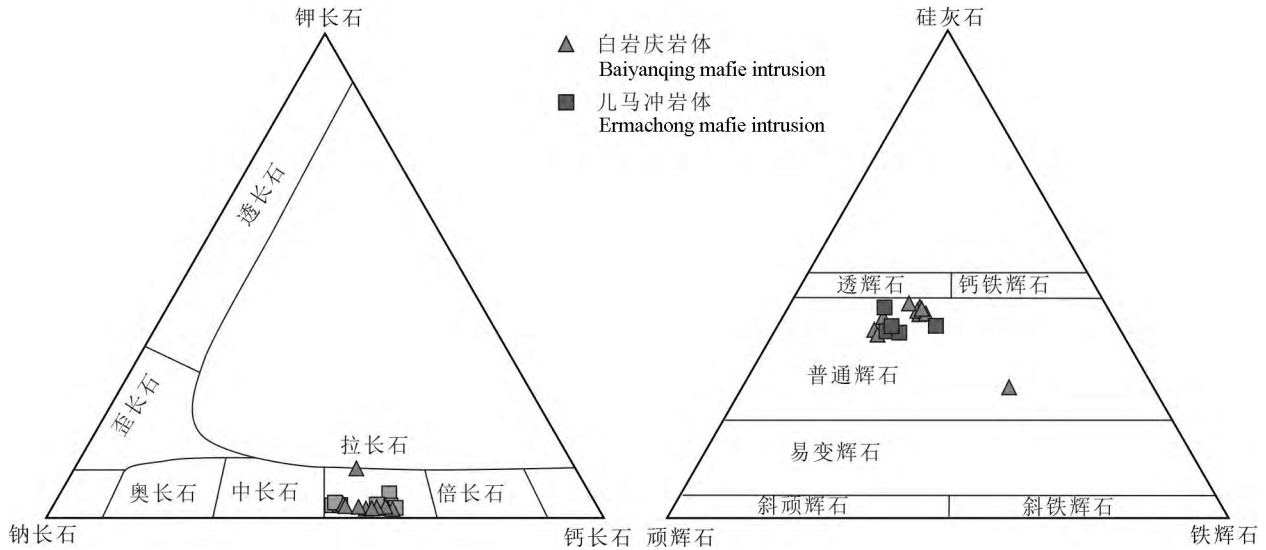 钾长石
硅灰石
白岩庆岩体
Baiyanqing mafie intrusion
儿马冲岩体
Ermachong mafie intrusion
透长石
歪长石
拉长石
奥长石
中长石
倍长石
钠长石
钙长石
透辉石
钙铁辉石
普通辉石
易变辉石
斜顽辉石
斜铁辉石
顽辉石
铁辉石